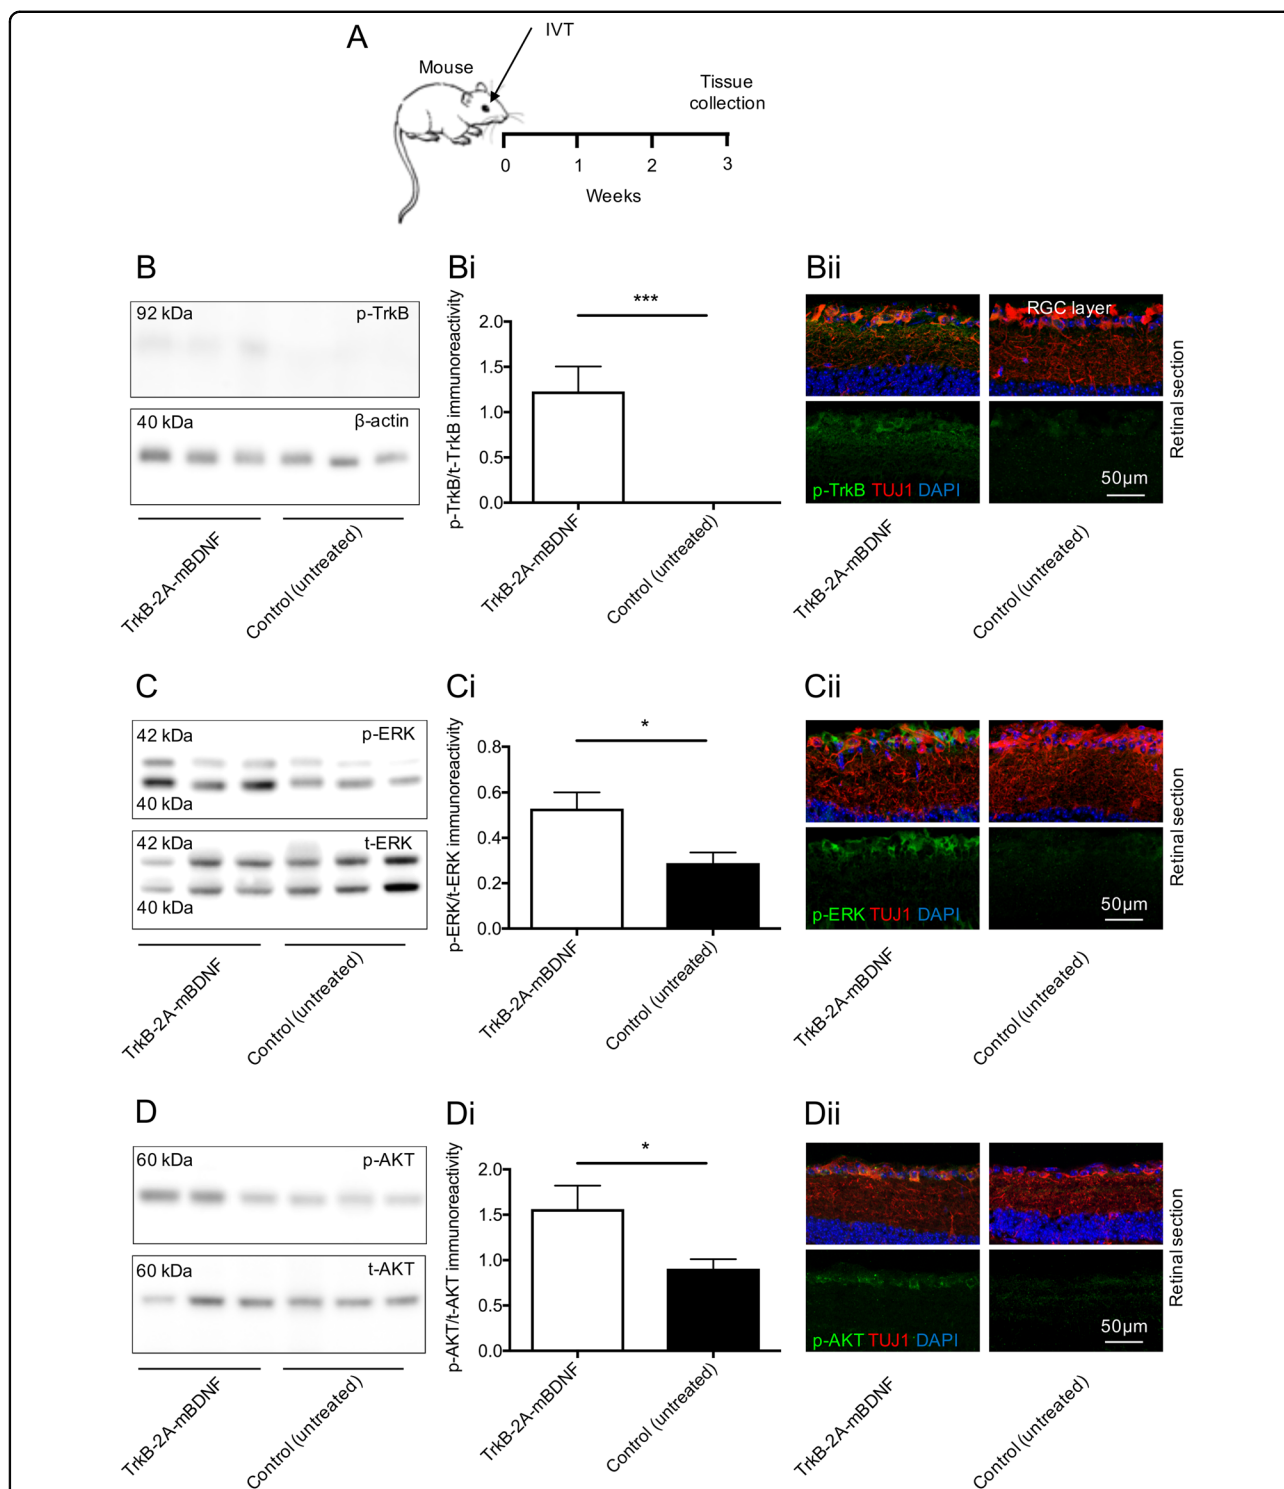 A
IVT
Mouse
Tissue
collection
0 1 2 3
Weeks
B
92 kDa
p-TrkB
40 kDa
β-actin
TrkB-2A-mBDNF
Control (untreated)
Bi
p-TrkB/t-TrkB immunoreactivity
***
2.0
1.5
1.0
0.5
0.0
TrkB-2A-mBDNF
Control (untreated)
Bii
RGC layer
p-TrkB TUJ1 DAPI
50µm
Retinal section
TrkB-2A-mBDNF
Control (untreated)
C
42 kDa
p-ERK
40 kDa
42 kDa
t-ERK
40 kDa
TrkB-2A-mBDNF
Control (untreated)
Ci
p-ERK/t-ERK immunoreactivity
*
0.8
0.6
0.4
0.2
0.0
TrkB-2A-mBDNF
Control (untreated)
Cii
p-ERK TUJ1 DAPI
50µm
Retinal section
TrkB-2A-mBDNF
Control (untreated)
D
60 kDa
p-AKT
60 kDa
t-AKT
TrkB-2A-mBDNF
Control (untreated)
Di
p-AKT/t-AKT immunoreactivity
*
2.0
1.5
1.0
0.5
0.0
TrkB-2A-mBDNF
Control (untreated)
Dii
p-AKT TUJ1 DAPI
50µm
Retinal section
TrkB-2A-mBDNF
Control (untreated)